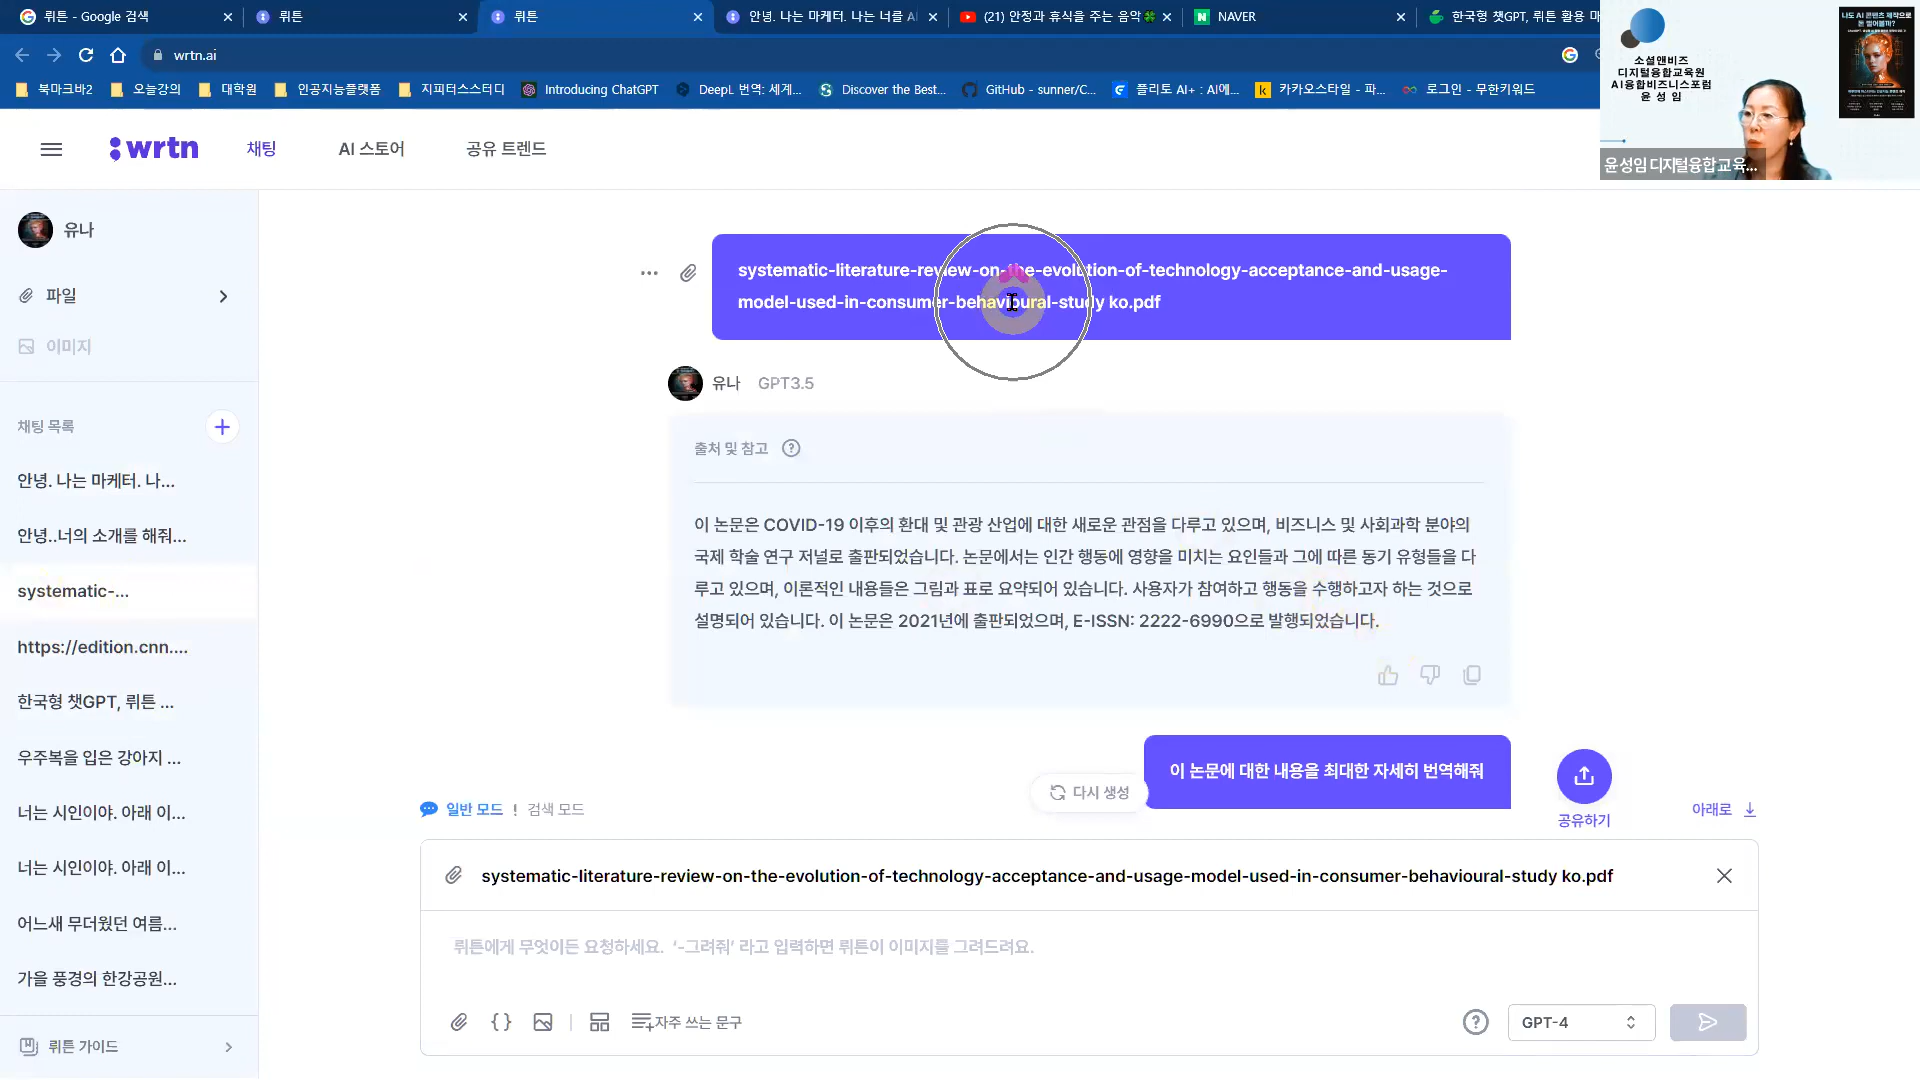 뤼튼 - Google 검색
뤼튼
뤼튼
안녕. 나는 마케터. 나는 너를 AI
(21) 안정과 휴식을 주는 음악🍀
NAVER
한국형 챗GPT, 뤼튼 활용 마
wrtn.ai
북마크바2
오늘강의
대학원
인공지능플랫폼
지피터스스터디
Introducing ChatGPT
DeepL 번역: 세계...
Discover the Best...
GitHub - sunner/C...
플리토 AI+ : AI에...
카카오스타일 - 파...
로그인 - 무한키워드
소셜앤비즈
디지털융합교육원
AI융합비즈니스포럼
윤 성 임
나도 AI 콘텐츠 제작으로
돈 벌어볼까?
윤성임 디지털융합교육...
wrtn
채팅
AI 스토어
공유 트렌드
유나
파일
이미지
채팅 목록
안녕. 나는 마케터. 나...
안녕..너의 소개를 해줘...
systematic-...
https://edition.cnn....
한국형 챗GPT, 뤼튼 ...
우주복을 입은 강아지 ...
너는 시인이야. 아래 이...
너는 시인이야. 아래 이...
어느새 무더웠던 여름...
가을 풍경의 한강공원...
뤼튼 가이드
systematic-literature-review-on-the-evolution-of-technology-acceptance-and-usage-
model-used-in-consumer-behavioural-study ko.pdf
유나 GPT3.5
출처 및 참고
이 논문은 COVID-19 이후의 환대 및 관광 산업에 대한 새로운 관점을 다루고 있으며, 비즈니스 및 사회과학 분야의
국제 학술 연구 저널로 출판되었습니다. 논문에서는 인간 행동에 영향을 미치는 요인들과 그에 따른 동기 유형들을 다
루고 있으며, 이론적인 내용들은 그림과 표로 요약되어 있습니다. 사용자가 참여하고 행동을 수행하고자 하는 것으로
설명되어 있습니다. 이 논문은 2021년에 출판되었으며, E-ISSN: 2222-6990으로 발행되었습니다.
이 논문에 대한 내용을 최대한 자세히 번역해줘
다시 생성
공유하기
아래로
일반 모드 ! 검색 모드
systematic-literature-review-on-the-evolution-of-technology-acceptance-and-usage-model-used-in-consumer-behavioural-study ko.pdf
뤼튼에게 무엇이든 요청하세요. '-그려줘' 라고 입력하면 뤼튼이 이미지를 그려드려요.
자주 쓰는 문구
GPT-4